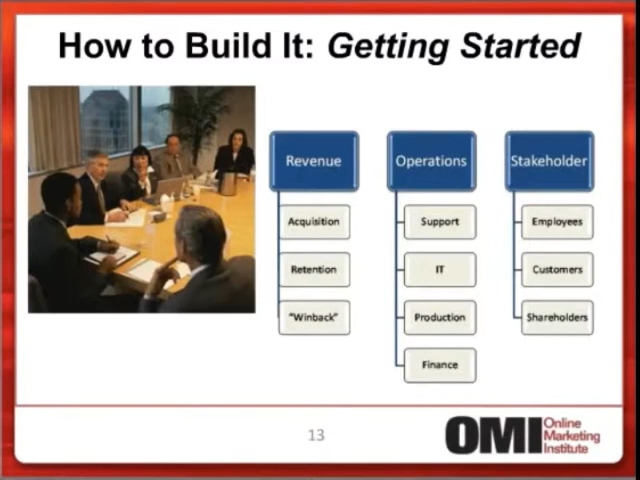 How to Build It: Getting Started
Revenue
Acquisition
Retention
"Winback"
Operations
Support
IT
Production
Finance
Stakeholder
Employees
Customers
Shareholders
13
OMI Online
Marketing
Institute